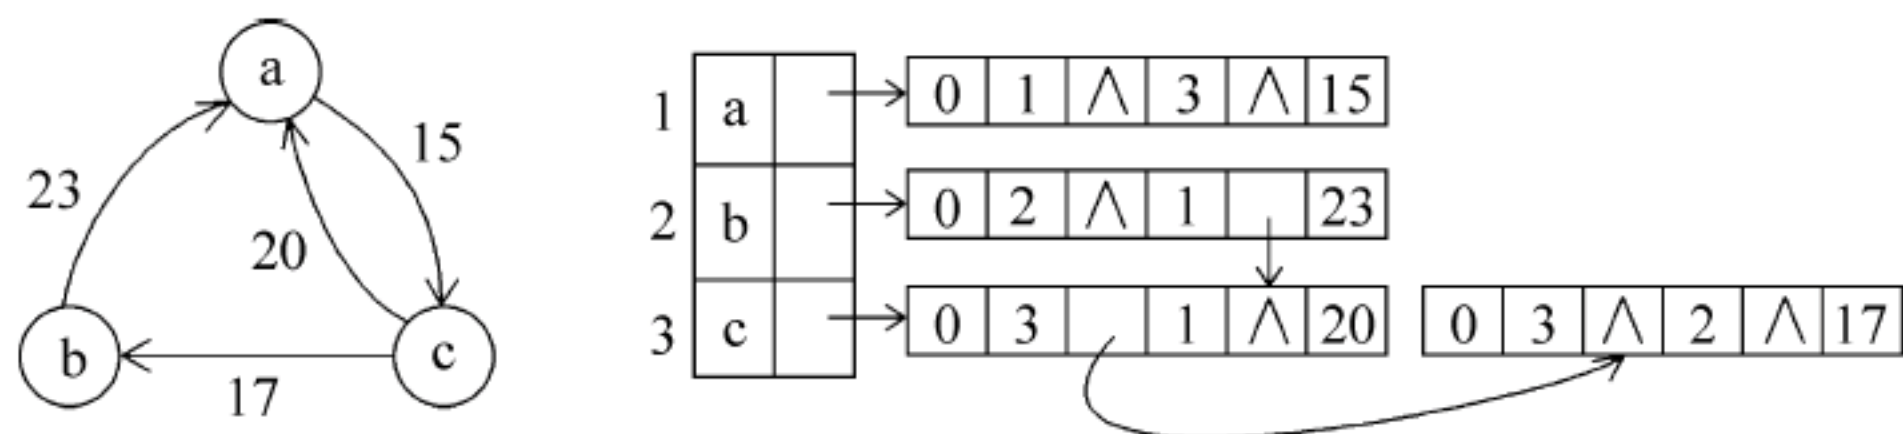 a
15
23
20
b
c
17
1 a 0 1 ∧ 3 ∧ 15
2 b 0 2 ∧ 1 23
3 c 0 3 1 ∧ 20 0 3 ∧ 2 ∧ 17